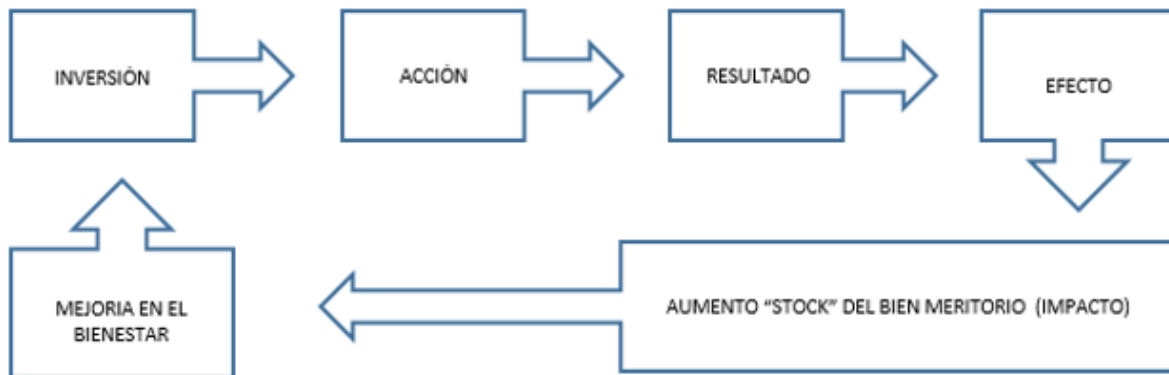 INVERSIÓN
ACCIÓN
RESULTADO
EFECTO
MEJORIA EN EL
BIENESTAR
AUMENTO “STOCK” DEL BIEN MERITORIO (IMPACTO)